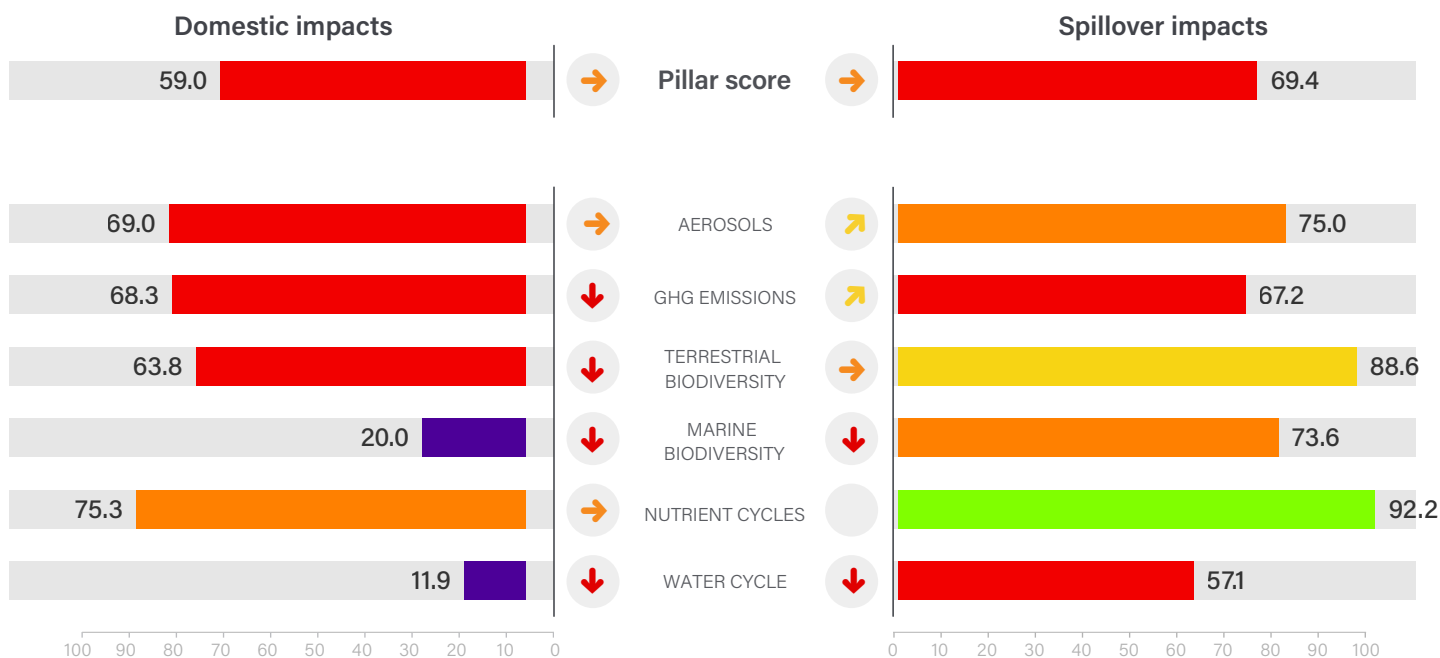 Domestic impacts
Spillover impacts
59.0 Pillar score 69.4
69.0 AEROSOLS 75.0
68.3 GHG EMISSIONS 67.2
63.8 TERRESTRIAL 88.6
BIODIVERSITY
20.0 MARINE 73.6
BIODIVERSITY
75.3 NUTRIENT CYCLES 92.2
11.9 WATER CYCLE 57.1
100 90 80 70 60 50 40 30 20 10 0
0 10 20 30 40 50 60 70 80 90 100